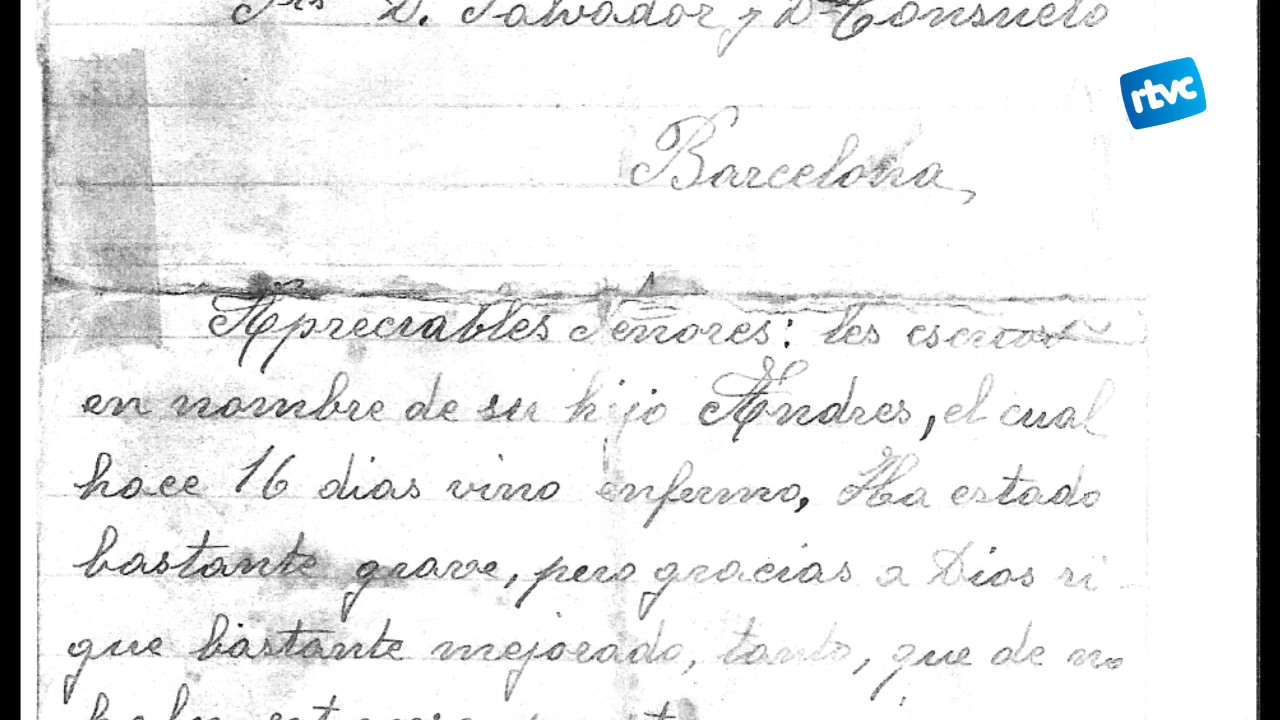 Srs D. Salvador y Dª Consuelo
rtvc
Barcelona,
Apreciables Señores: les escribo
en nombre de su hijo Andres, el cual
hace 16 dias vino enfermo, Ha estado
bastante grave, pero gracias a Dios si-
gue bastante mejorado, tanto, que de no